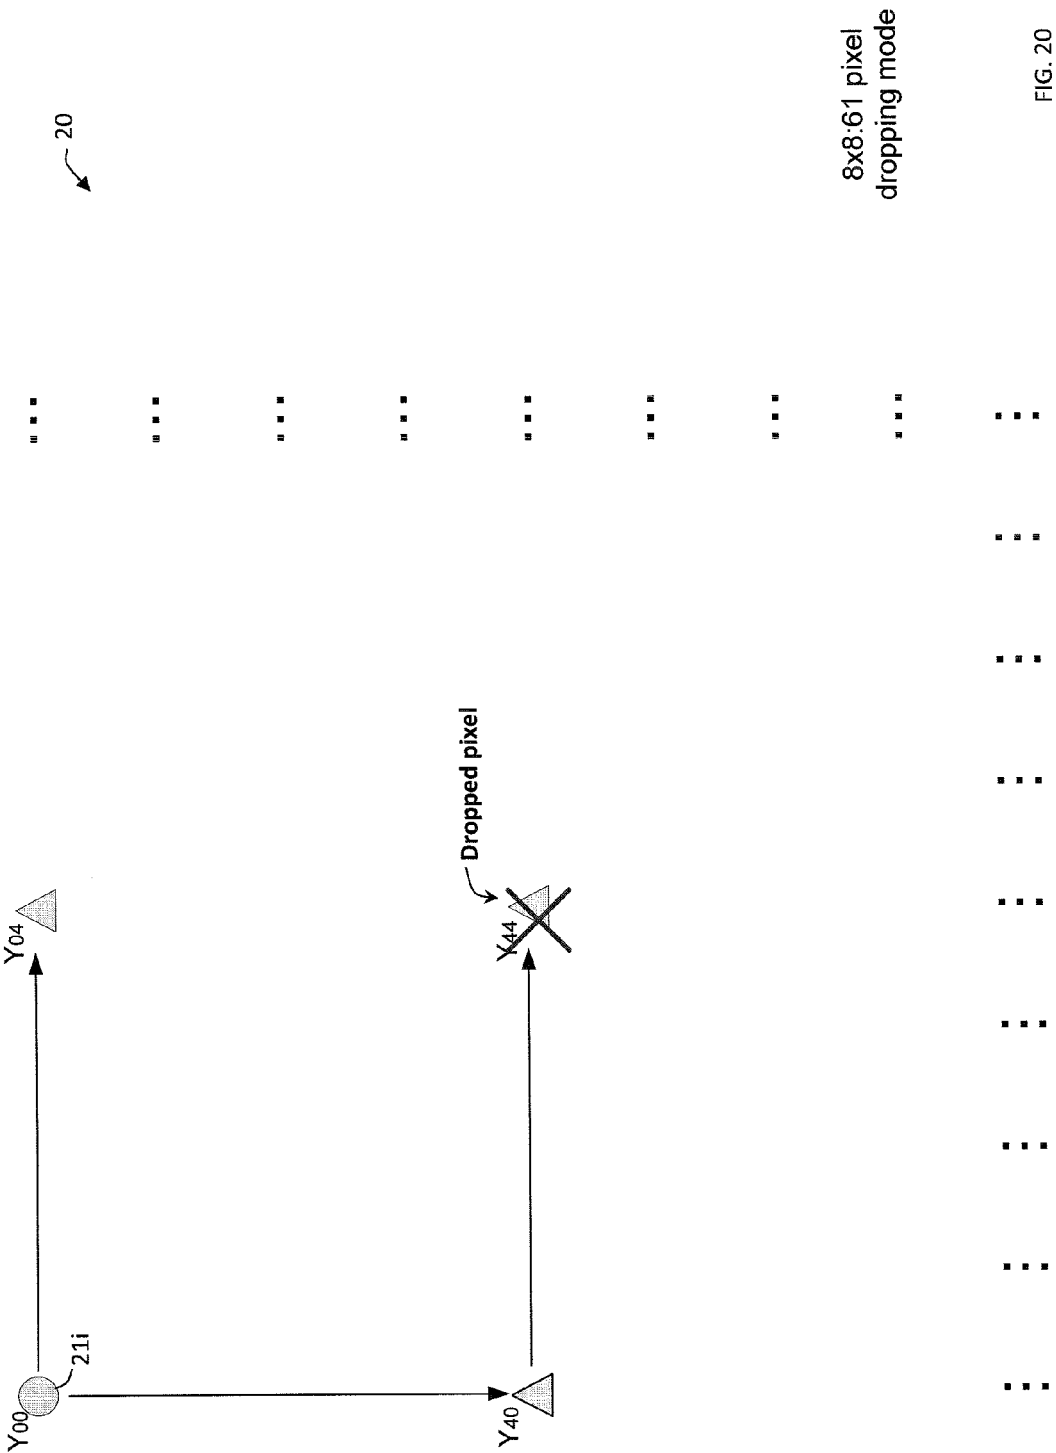 20
Y00
21i
Y04
Y40
Y44
Dropped pixel
8x8:61 pixel
dropping mode
FIG. 20